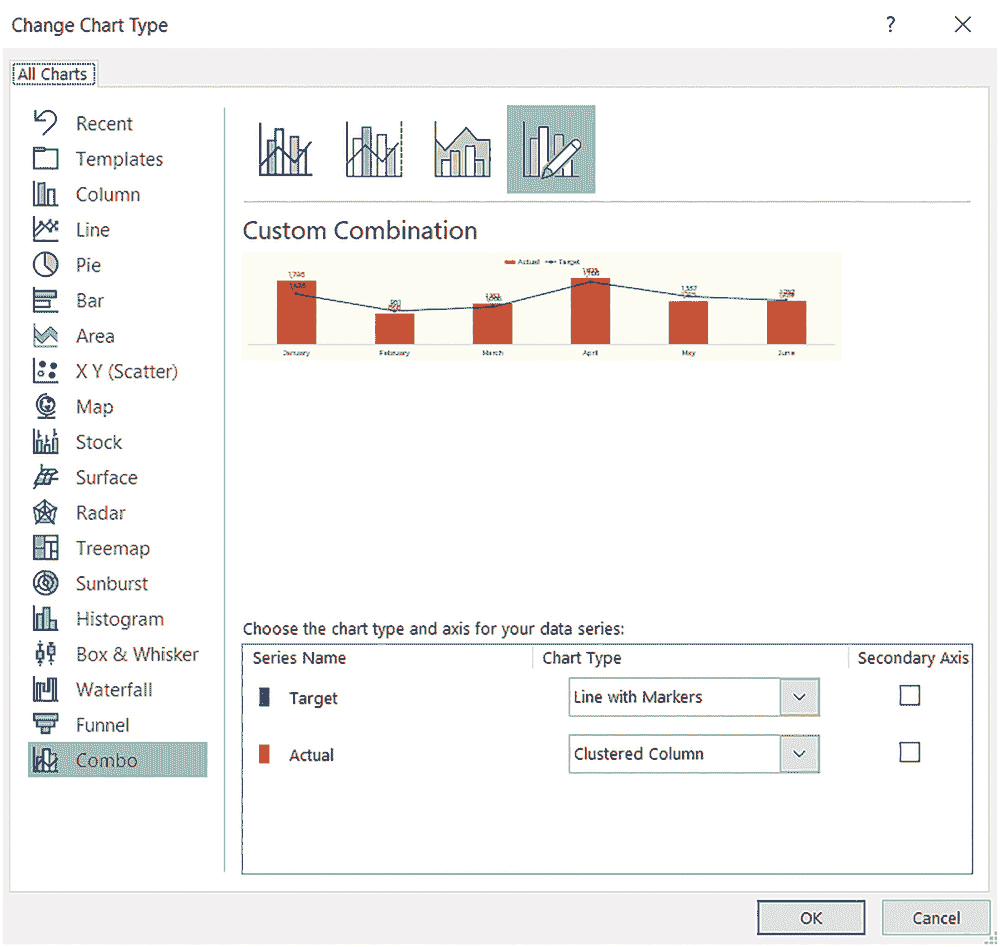 Change Chart Type
?
All Charts
Recent
Templates
Column
Line
Pie
Bar
Area
X Y (Scatter)
Map
Stock
Surface
Radar
Treemap
Sunburst
Histogram
Box & Whisker
Waterfall
Funnel
Combo
Custom Combination
Actual Target
January February March April May June
Choose the chart type and axis for your data series:
Series Name Chart Type Secondary Axis
Target Line with Markers
Actual Clustered Column
OK Cancel